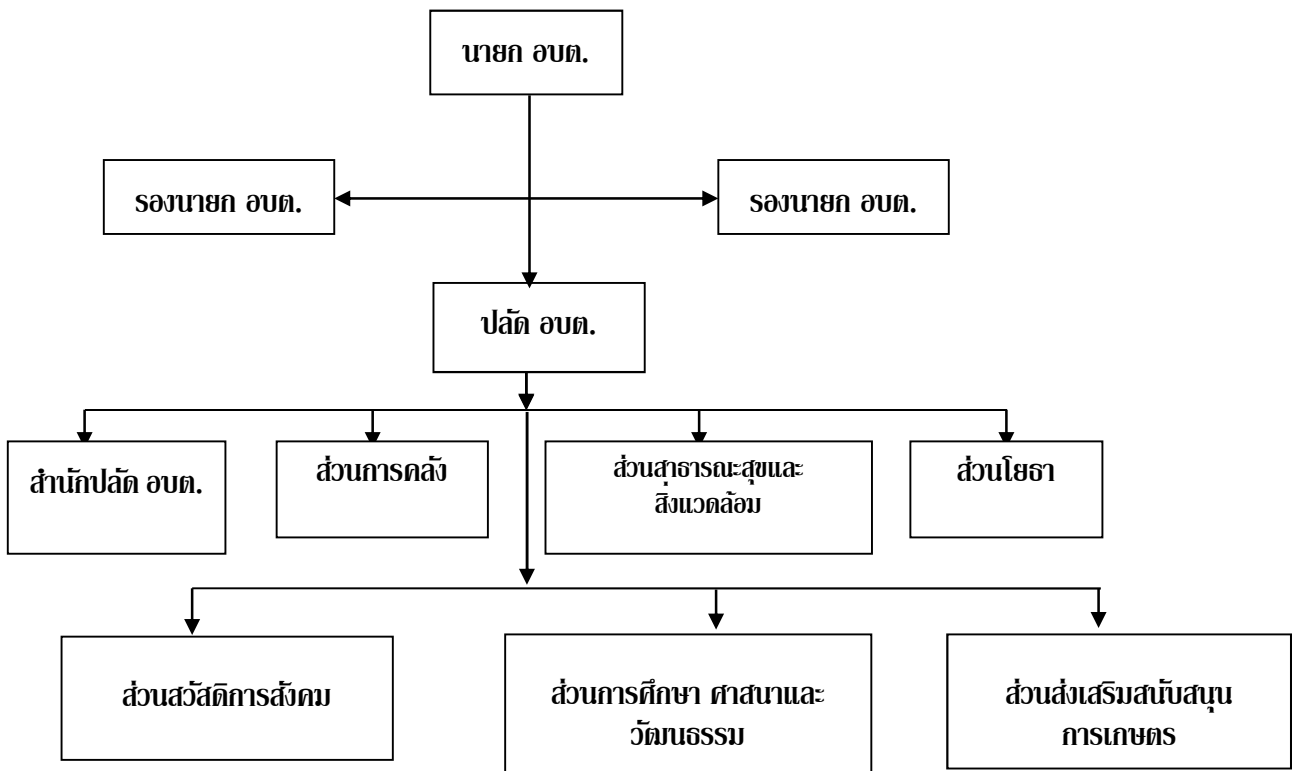 นายก อบต.
รองนายก อบต.
รองนายก อบต.
ปลัด อบต.
สำนักปลัด อบต.
ส่วนการคลัง
ส่วนสาธารณะสุขและ
สิ่งแวดล้อม
ส่วนโยธา
ส่วนสวัสดิการสังคม
ส่วนการศึกษา ศาสนาและ
วัฒนธรรม
ส่วนส่งเสริมสนับสนุน
การเกษตร